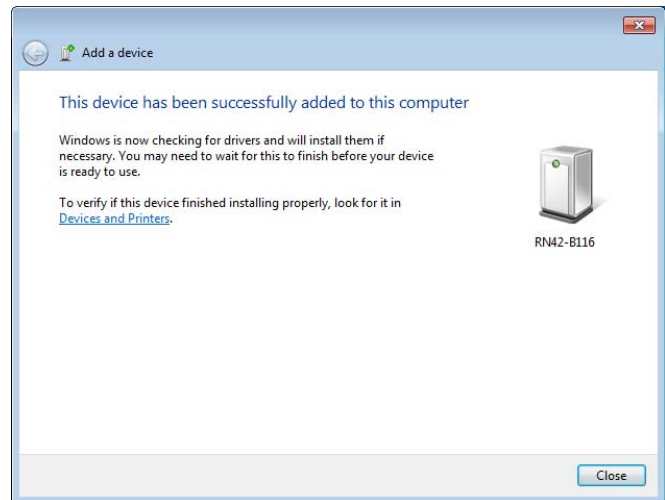 Add a device
This device has been successfully added to this computer
Windows is now checking for drivers and will install them if
necessary. You may need to wait for this to finish before your device
is ready to use.
To verify if this device finished installing properly, look for it in
Devices and Printers.
RN42-B116
Close